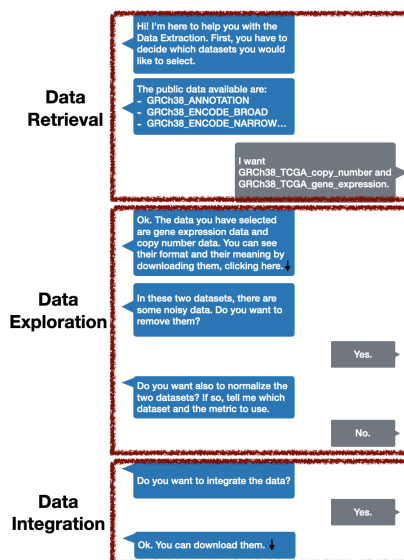 Hi! I'm here to help you with the
Data Extraction. First, you have to
decide which datasets you would
like to select.
Data
Retrieval
The public data available are:
- GRCh38_ANNOTATION
- GRCh38_ENCODE_BROAD
- GRCh38_ENCODE_NARROW...
I want
GRCh38_TCGA_copy_number and
GRCh38_TCGA_gene_expression.
Ok. The data you have selected
are gene expression data and
copy number data. You can see
their format and their meaning by
downloading them, clicking here.
Data
Exploration
In these two datasets, there are
some noisy data. Do you want to
remove them?
Yes.
Do you want also to normalize the
two datasets? If so, tell me which
dataset and the metric to use.
No.
Data
Integration
Do you want to integrate the data?
Yes.
Ok. You can download them.